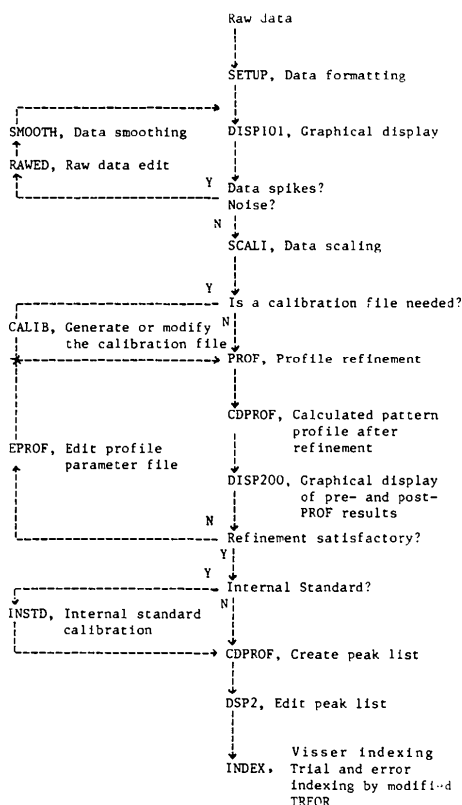 Raw data
SETUP, Data formatting
SMOOTH, Data smoothing
DISP101, Graphical display
RAWED, Raw data edit
Y
Data spikes?
Noise?
N
SCALI, Data scaling
Y
Is a calibration file needed?
CALIB, Generate or modify
the calibration file
N
PROF, Profile refinement
CDPROF, Calculated pattern
profile after
refinement
EPROF, Edit profile
parameter file
DISP200, Graphical display
of pre- and post-
PROF results
N
Refinement satisfactory?
Y
Y
Internal Standard?
N
INSTD, Internal standard
calibration
CDPROF, Create peak list
DSP2, Edit peak list
Visser indexing
INDEX, Trial and error
indexing by modified
TREOR